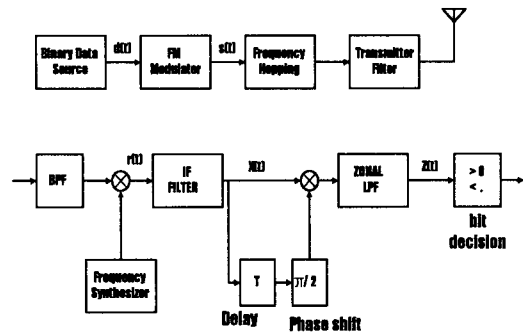 Binary Data
Source
d(t)
FM
Modulator
s(t)
Frequency
Hopping
Transmitter
Filter
BPF
r(t)
IF
FILTER
X(t)
ZONAL
LPF
Z(t)
> 0
< .
bit
decision
Frequency
Synthesizer
T
π/ 2
Delay
Phase shift